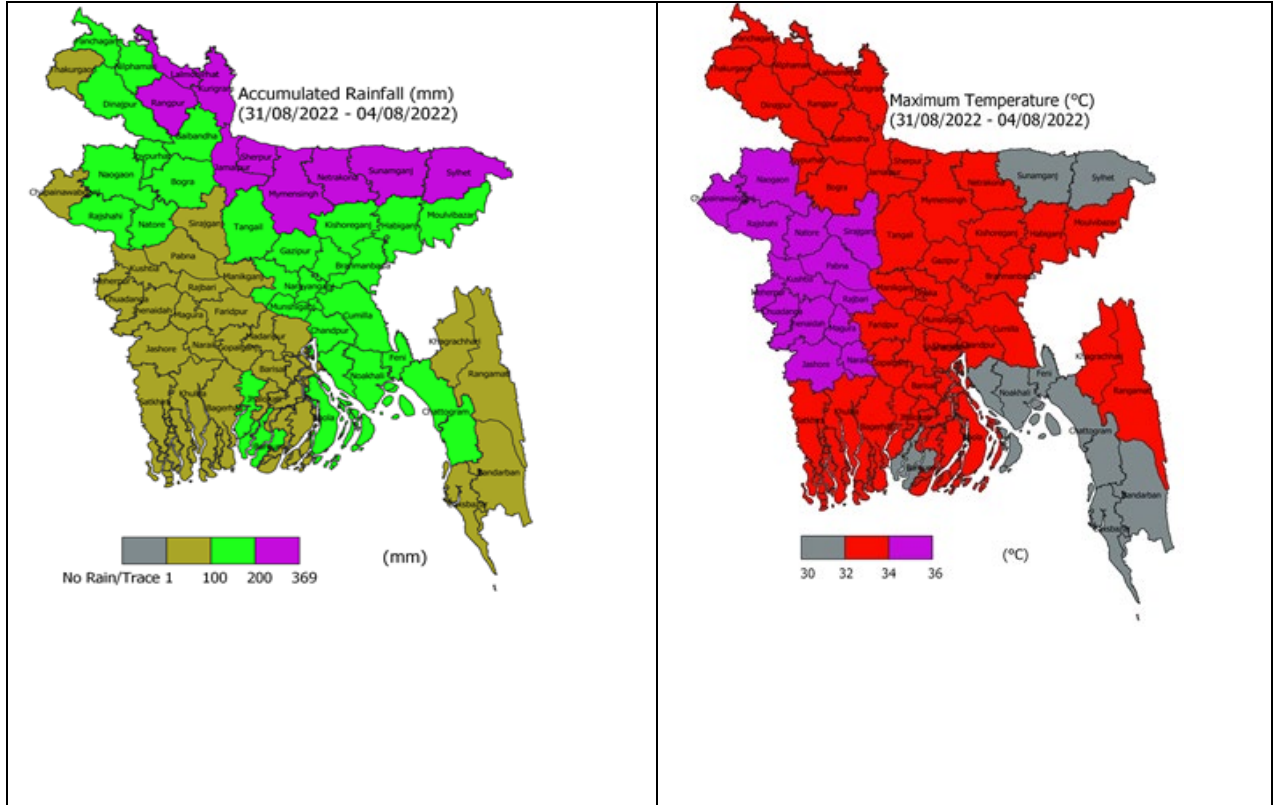 Panchagarh
Thakurgaon
Nilphamari
Lalmonirhat
Kurigram
Dinajpur
Rangpur
Accumulated Rainfall (mm)
(31/08/2022 - 04/08/2022)
Gaibandha
Joypurhat
Sherpur
Jamalpur
Naogaon
Bogra
Mymensingh
Netrakona
Sunamganj
Sylhet
Chapainawabganj
Rajshahi
Natore
Sirajganj
Tangail
Kishoreganj
Habiganj
Moulvibazar
Pabna
Gazipur
Brahmanbaria
Kushtia
Meherpur
Manikganj
Rajbari
Narayanganj
Chuadanga
Jhenaidah
Magura
Faridpur
Munshiganj
Cumilla
Madaripur
Chandpur
Jashore
Narail
Gopalganj
Khagrachhari
Barisal
Feni
Noakhali
Rangamati
Satkhira
Khulna
Bagerhat
Bhola
Chattogram
Bandarban
(mm)
No Rain/Trace 1 100 200 369
Panchagarh
Thakurgaon
Nilphamari
Lalmonirhat
Kurigram
Dinajpur
Rangpur
Maximum Temperature (°C)
(31/08/2022 - 04/08/2022)
Gaibandha
Joypurhat
Sherpur
Jamalpur
Naogaon
Bogra
Mymensingh
Netrakona
Sunamganj
Sylhet
Chapainawabganj
Rajshahi
Natore
Sirajganj
Tangail
Kishoreganj
Habiganj
Moulvibazar
Pabna
Gazipur
Brahmanbaria
Kushtia
Meherpur
Manikganj
Rajbari
Chuadanga
Jhenaidah
Magura
Faridpur
Munshiganj
Cumilla
Chandpur
Jashore
Narail
Khagrachhari
Barisal
Feni
Noakhali
Rangamati
Satkhira
Khulna
Chattogram
Bandarban
(°C)
30 32 34 36